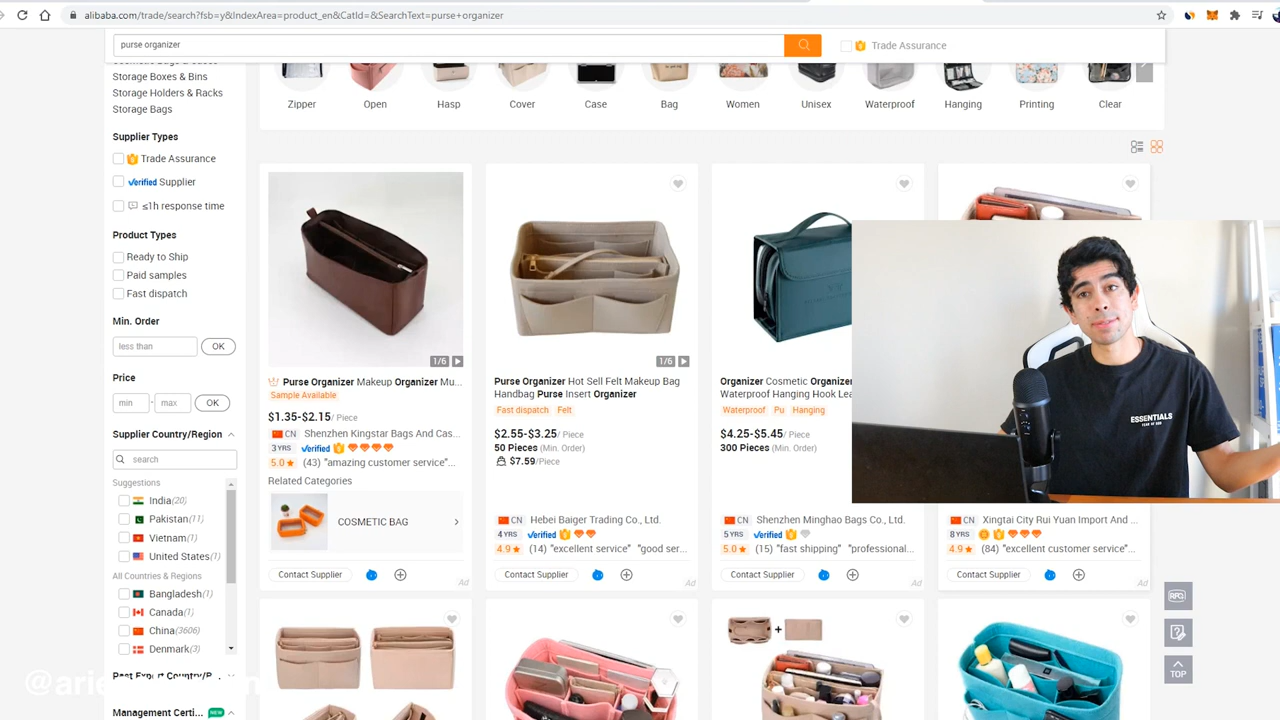 alibaba.com/trade/search?fsb=y&IndexArea=product_en&CatId=&SearchText=purse+organizer
purse organizer
Trade Assurance
Storage Boxes & Bins
Storage Holders & Racks
Storage Bags
Zipper
Open
Hasp
Cover
Case
Bag
Women
Unisex
Waterproof
Hanging
Printing
Clear
Supplier Types
Trade Assurance
Verified Supplier
≤1h response time
Product Types
Ready to Ship
Paid samples
Fast dispatch
Min. Order
less than
OK
Price
min
-
max
OK
Supplier Country/Region
search
Suggestions
India(20)
Pakistan(11)
Vietnam(1)
United States(1)
All Countries & Regions
Bangladesh(1)
Canada(1)
China(3606)
Denmark(3)
Management Certi...
NEW
1/6
Purse Organizer Makeup Organizer Mu...
Sample Available
$1.35-$2.15/ Piece
CN Shenzhen Kingstar Bags And Cas...
3 YRS Verified
5.0 (43) "amazing customer service"...
Related Categories
COSMETIC BAG
Contact Supplier
Ad
1/6
Purse Organizer Hot Sell Felt Makeup Bag
Handbag Purse Insert Organizer
Fast dispatch Felt
$2.55-$3.25/ Piece
50 Pieces (Min. Order)
$7.59/Piece
CN Hebei Baiger Trading Co., Ltd.
4 YRS Verified
4.9 (14) "excellent service" "good ser...
Contact Supplier
Ad
Organizer Cosmetic Organize
Waterproof Hanging Hook Lea
Waterproof Pu Hanging
$4.25-$5.45/ Piece
300 Pieces (Min. Order)
CN Shenzhen Minghao Bags Co., Ltd.
5 YRS Verified
5.0 (15) "fast shipping" "professional...
Contact Supplier
Ad
CN Xingtai City Rui Yuan Import And ...
8 YRS
4.9 (84) "excellent customer service"...
Contact Supplier
Ad
ESSENTIALS
FEAR OF GOD
RFQ
TOP
+